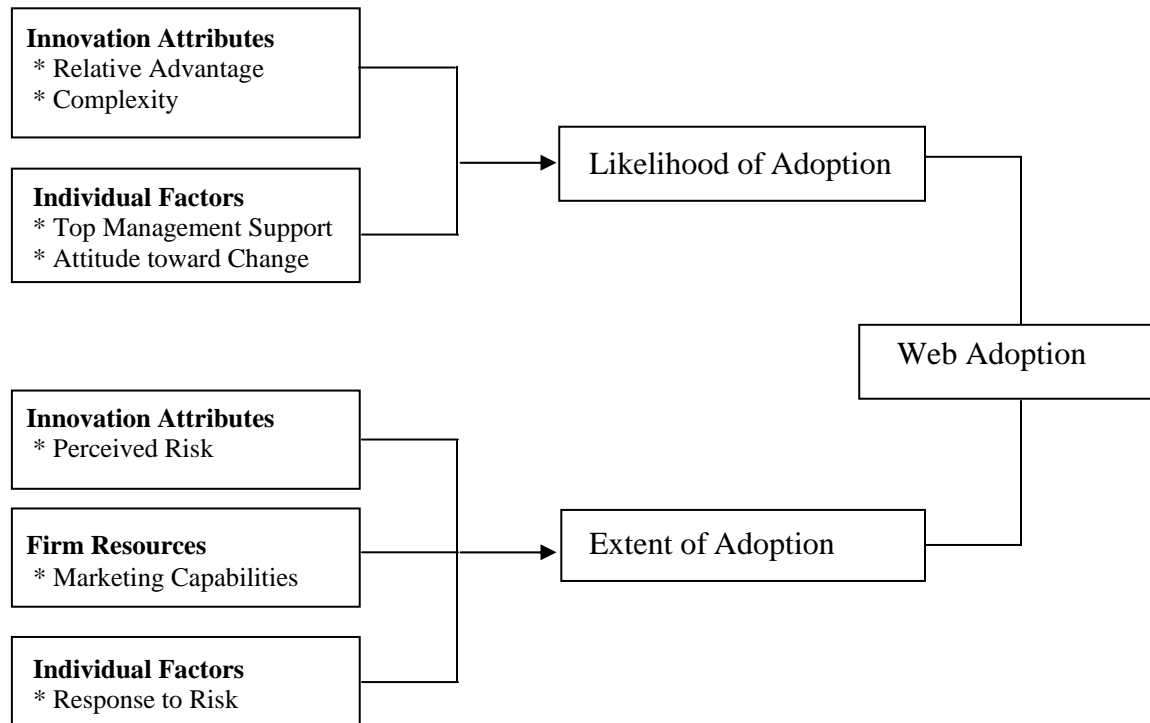 Innovation Attributes
* Relative Advantage
* Complexity
Individual Factors
* Top Management Support
* Attitude toward Change
Likelihood of Adoption
Web Adoption
Innovation Attributes
* Perceived Risk
Firm Resources
* Marketing Capabilities
Individual Factors
* Response to Risk
Extent of Adoption